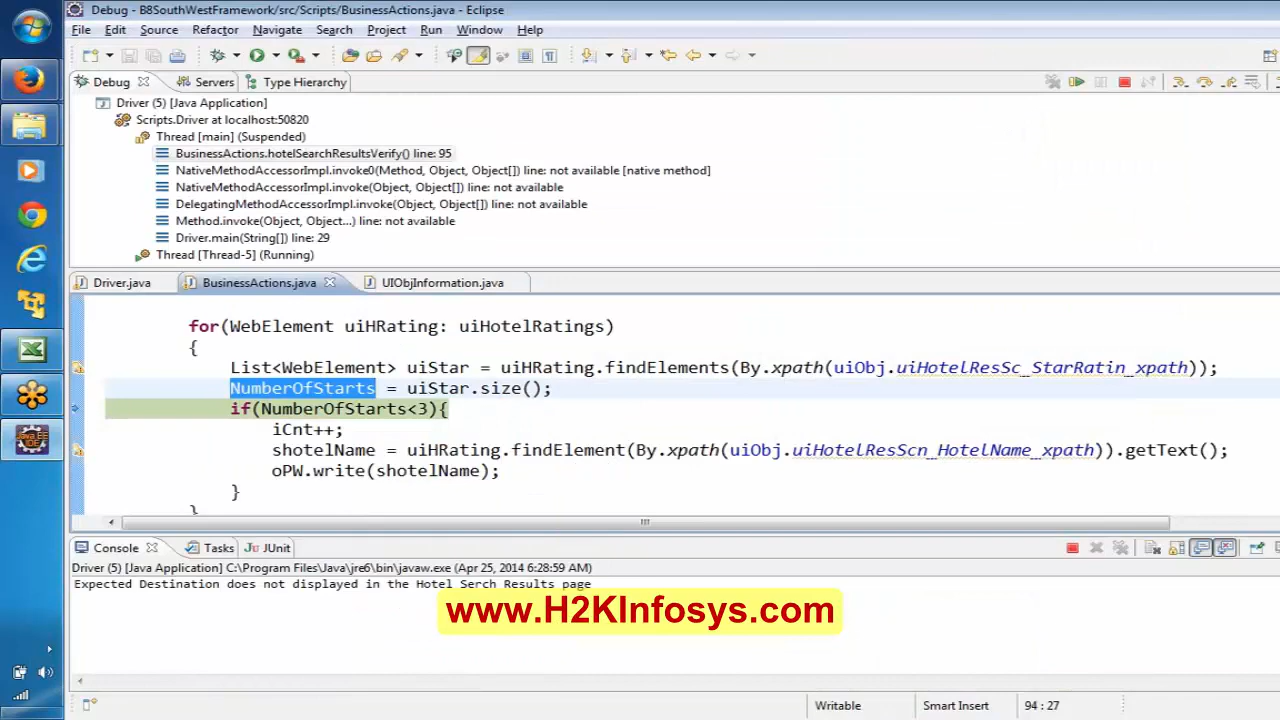 Debug - B8SouthWestFramework/src/Scripts/BusinessActions.java - Eclipse
File Edit Source Refactor Navigate Search Project Run Window Help
Debug Servers Type Hierarchy
Driver (5) [Java Application]
Scripts.Driver at localhost:50820
Thread [main] (Suspended)
BusinessActions.hotelSearchResultsVerify() line: 95
NativeMethodAccessorImpl.invoke0(Method, Object, Object[]) line: not available [native method]
NativeMethodAccessorImpl.invoke(Object, Object[]) line: not available
DelegatingMethodAccessorImpl.invoke(Object, Object[]) line: not available
Method.invoke(Object, Object...) line: not available
Driver.main(String[]) line: 29
Thread [Thread-5] (Running)
Driver.java BusinessActions.java UIObjInformation.java
for(WebElement uiHRating: uiHotelRatings)
{
List<WebElement> uiStar = uiHRating.findElements(By.xpath(uiObj.uiHotelResSc_StarRatin_xpath));
NumberOfStarts = uiStar.size();
if(NumberOfStarts<3){
iCnt++;
shotelName = uiHRating.findElement(By.xpath(uiObj.uiHotelResScn_HotelName_xpath)).getText();
oPW.write(shotelName);
}
}
Console Tasks JUnit
Driver (5) [Java Application] C:\Program Files\Java\jre6\bin\javaw.exe (Apr 25, 2014 6:28:59 AM)
Expected Destination does not displayed in the Hotel Serch Results page
www.H2KInfosys.com
Writable Smart Insert 94 : 27